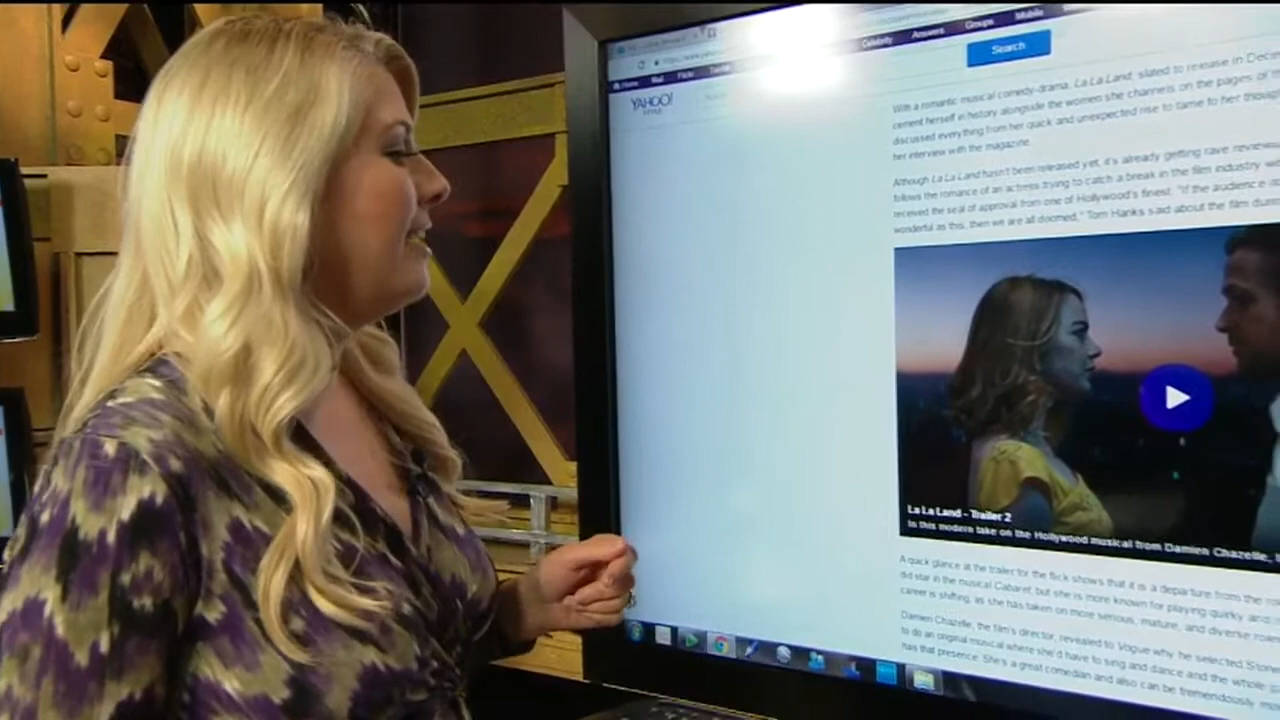 Celebrity Answers Groups Mobile
Home Mail Flickr
Search
YAHOO!
With a romantic musical comedy-drama, La La Land, slated to release in
cement herself in history alongside the women she channels on the pages of
discussed everything from her quick and unexpected rise to fame to her
her interview with the magazine.
Although La La Land hasn't been released yet, it's already getting rave
follows the romance of an actress trying to catch a break in the film industry
received the seal of approval from one of Hollywood's finest. "If the audience
wonderful as this, then we are all doomed," Tom Hanks said about the film
La La Land - Trailer 2
In this modern take on the Hollywood musical from Damien Chazelle,
A quick glance at the trailer for the flick shows that it is a departure from the
did star in the musical Cabaret, but she is more known for playing quirky and
career is shifting, as she has taken on more serious, mature, and diverse
Damien Chazelle, the film's director, revealed to Vogue why he selected Stone
to do an original musical where she'd have to sing and dance and the whole
has that presence. She's a great comedian and also can be tremendously